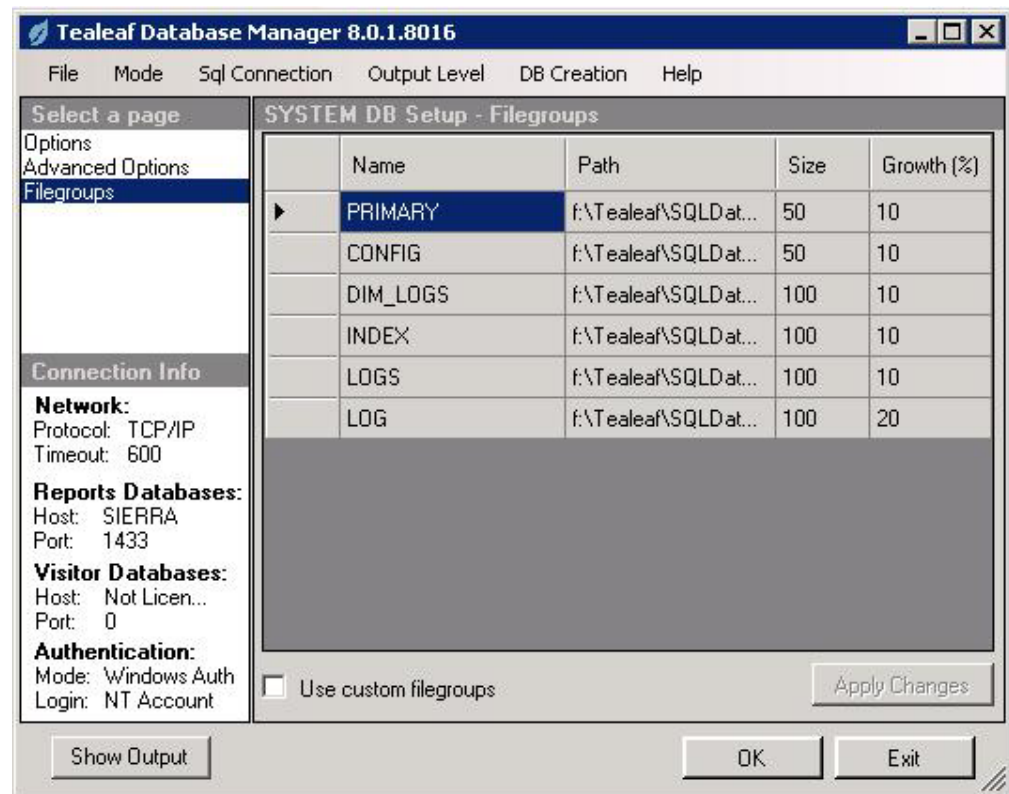 Tealeaf Database Manager 8.0.1.8016
File Mode Sql Connection Output Level DB Creation Help
Select a page
Options
Advanced Options
Filegroups
SYSTEM DB Setup - Filegroups
Name Path Size Growth (%)
PRIMARY f:\Tealeaf\SQLDat... 50 10
CONFIG f:\Tealeaf\SQLDat... 50 10
DIM_LOGS f:\Tealeaf\SQLDat... 100 10
INDEX f:\Tealeaf\SQLDat... 100 10
LOGS f:\Tealeaf\SQLDat... 100 10
LOG f:\Tealeaf\SQLDat... 100 20
Connection Info
Network:
Protocol: TCP/IP
Timeout: 600
Reports Databases:
Host: SIERRA
Port: 1433
Visitor Databases:
Host: Not Licen...
Port: 0
Authentication:
Mode: Windows Auth
Login: NT Account
Use custom filegroups
Apply Changes
Show Output
OK
Exit